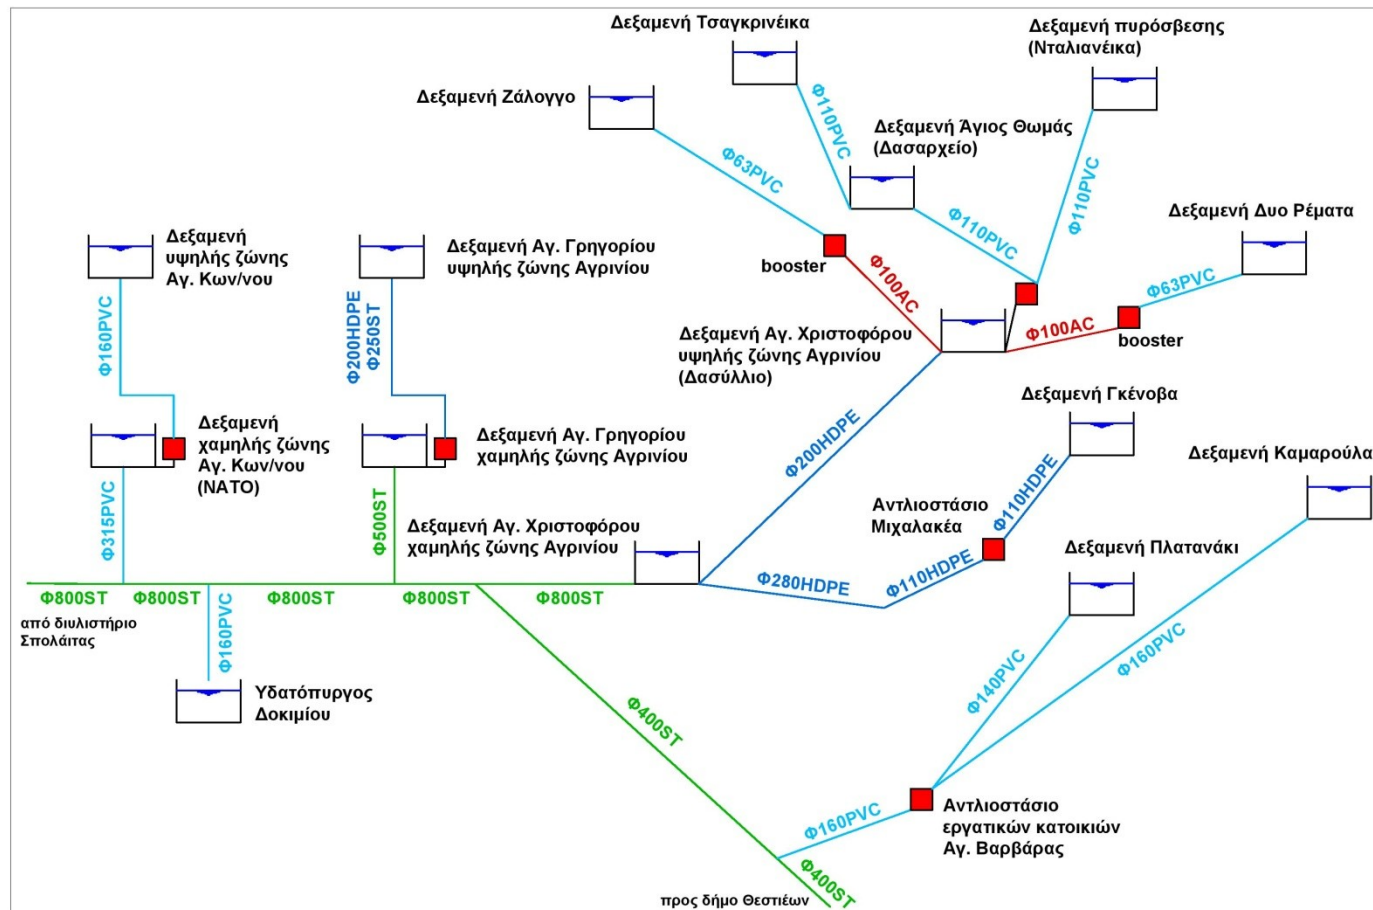 Δεξαμενή Τσαγκρινέικα
Δεξαμενή πυρόσβεσης
(Νταλιανέικα)
Δεξαμενή Ζάλογγο
Φ110PVC
Δεξαμενή Άγιος Θωμάς
(Δασαρχείο)
Φ63PVC
Φ110PVC
Φ110PVC
Δεξαμενή Δυο Ρέματα
Δεξαμενή
υψηλής ζώνης
Αγ. Κων/νου
Δεξαμενή Αγ. Γρηγορίου
υψηλής ζώνης Αγρινίου
booster
Φ100AC
Φ63PVC
Φ160PVC
Φ200HDPE
Φ250ST
Δεξαμενή Αγ. Χριστοφόρου
υψηλής ζώνης Αγρινίου
(Δασύλλιο)
Φ100AC
booster
Δεξαμενή
χαμηλής ζώνης
Αγ. Κων/νου
(ΝΑΤΟ)
Δεξαμενή Αγ. Γρηγορίου
χαμηλής ζώνης Αγρινίου
Φ200HDPE
Δεξαμενή Γκένοβα
Δεξαμενή Καμαρούλα
Φ315PVC
Φ500ST
Δεξαμενή Αγ. Χριστοφόρου
χαμηλής ζώνης Αγρινίου
Αντλιοστάσιο
Μιχαλακέα
Φ110HDPE
Δεξαμενή Πλατανάκι
Φ800ST
Φ800ST
Φ800ST
Φ800ST
Φ800ST
Φ280HDPE
Φ110HDPE
από διυλιστήριο
Σπολάιτας
Φ160PVC
Φ140PVC
Φ160PVC
Υδατόπυργος
Δοκιμίου
Φ400ST
Φ160PVC
Αντλιοστάσιο
εργατικών κατοικιών
Αγ. Βαρβάρας
Φ400ST
προς δήμο Θεστιέων